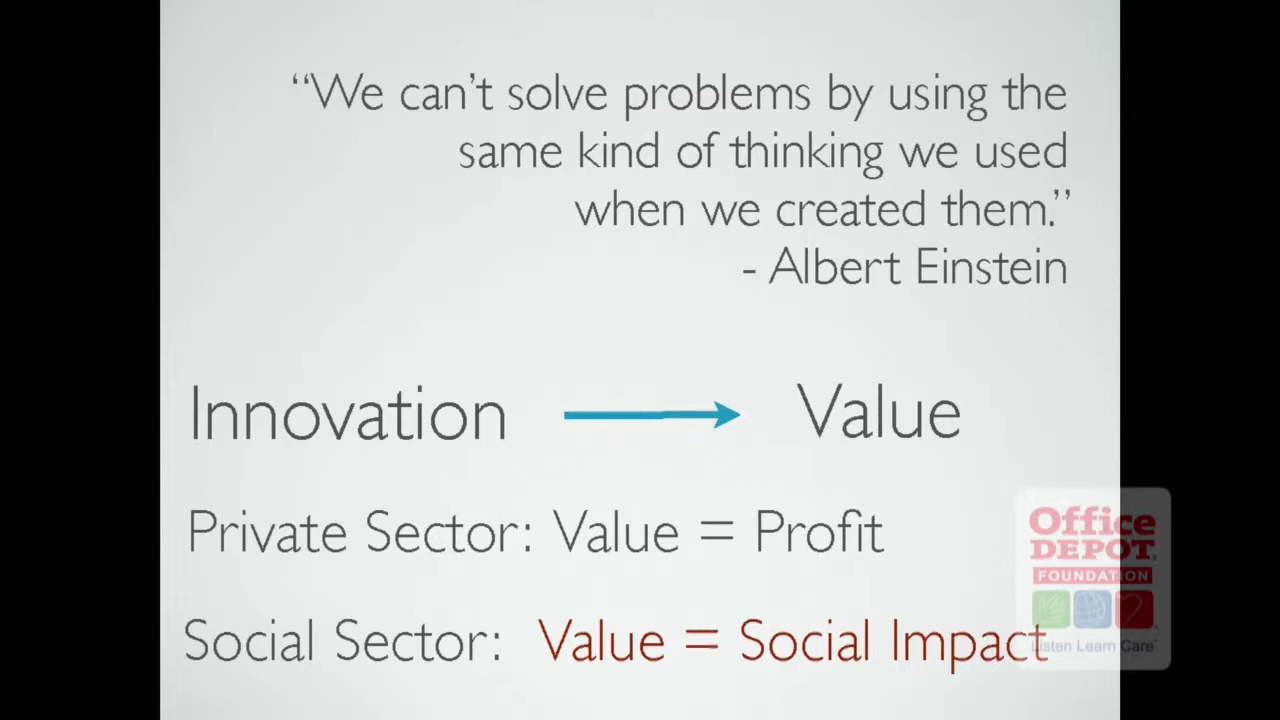 “We can’t solve problems by using the
same kind of thinking we used
when we created them.”
- Albert Einstein
Innovation Value
Private Sector: Value = Profit
Social Sector: Value = Social Impact
Office
DEPOT
FOUNDATION
Listen Learn Care